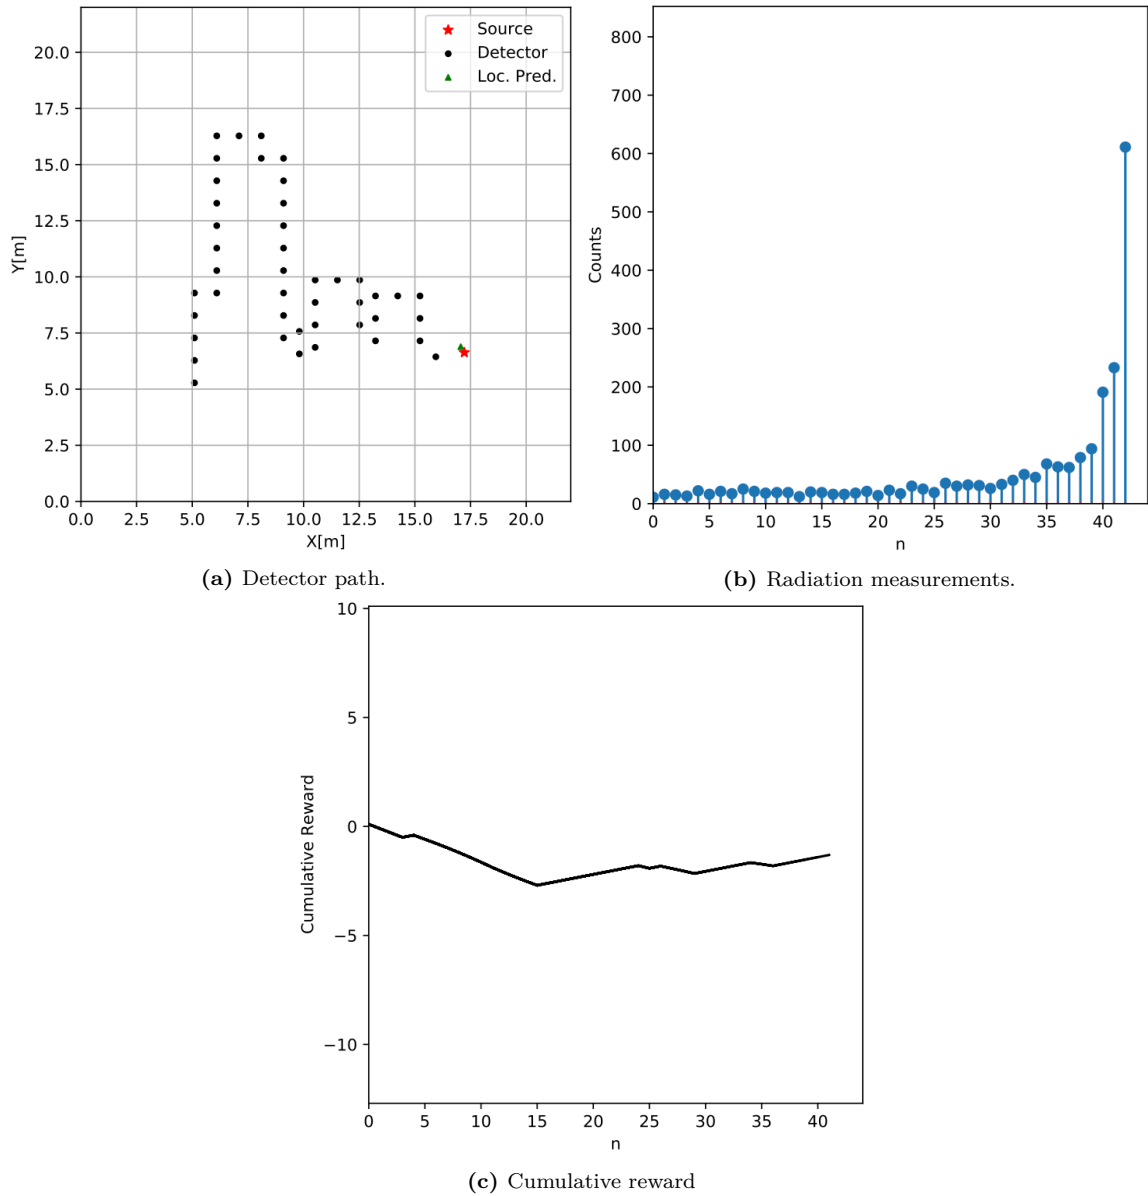 Source
Detector
Loc. Pred.
20.0
17.5
15.0
12.5
10.0
7.5
5.0
2.5
0.0
Y[m]
0.0 2.5 5.0 7.5 10.0 12.5 15.0 17.5 20.0
X[m]
(a) Detector path.
800
700
600
500
400
300
200
100
0
Counts
0 5 10 15 20 25 30 35 40
n
(b) Radiation measurements.
10
5
0
−5
−10
Cumulative Reward
0 5 10 15 20 25 30 35 40
n
(c) Cumulative reward